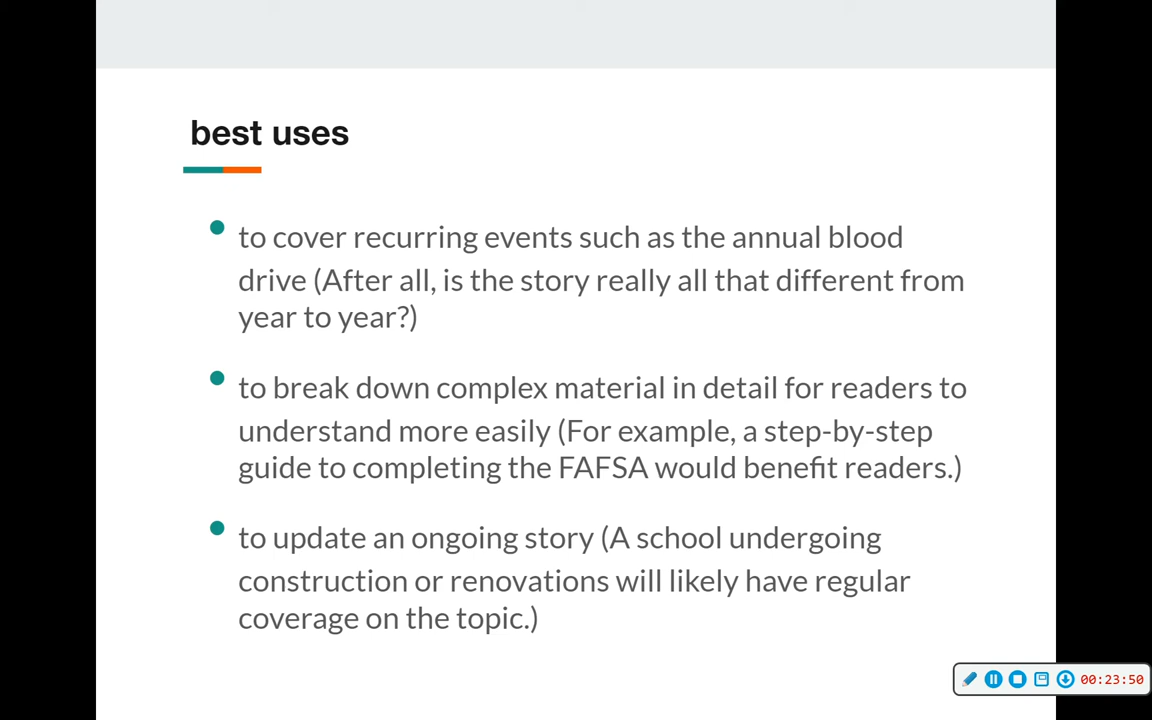 best uses
to cover recurring events such as the annual blood
drive (After all, is the story really all that different from
year to year?)
to break down complex material in detail for readers to
understand more easily (For example, a step-by-step
guide to completing the FAFSA would benefit readers.)
to update an ongoing story (A school undergoing
construction or renovations will likely have regular
coverage on the topic.)
00:23:50